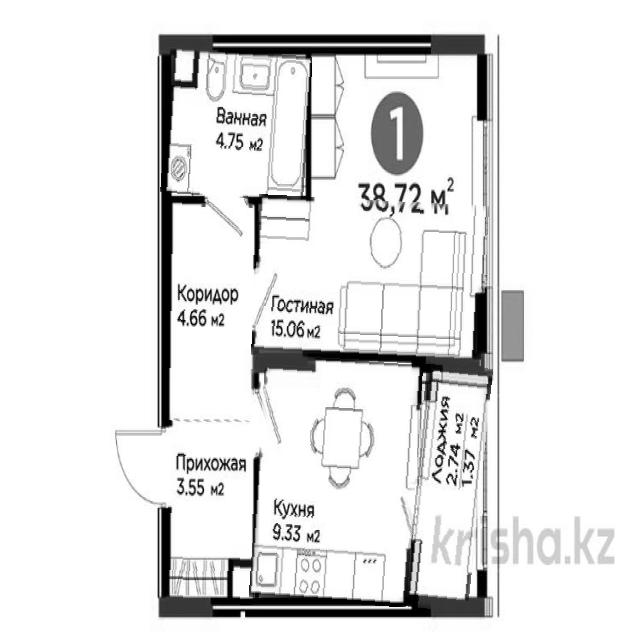 Ванная
4.75 м2
1
38,72 м2
Коридор
4.66 м2
Гостиная
15.06 м2
Лоджия
2.74 м2
1.37 м2
Прихожая
3.55 м2
Кухня
9.33 м2
krisha.kz